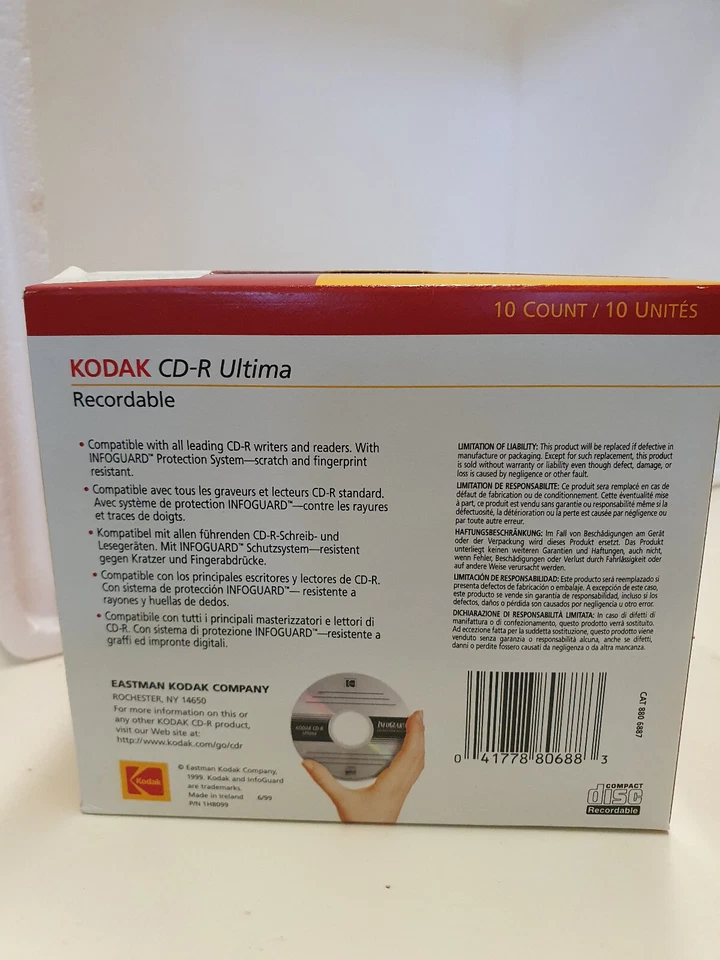 10 COUNT / 10 UNITÉS
KODAK CD-R Ultima
Recordable
• Compatible with all leading CD-R writers and readers. With
INFOGUARD™ Protection System—scratch and fingerprint
resistant.
• Compatible avec tous les graveurs et lecteurs CD-R standard.
Avec système de protection INFOGUARD™—contre les rayures
et traces de doigts.
• Kompatibel mit allen führenden CD-R-Schreib- und
Lesegeräten. Mit INFOGUARD™ Schutzsystem—resistent
gegen Kratzer und Fingerabdrücke.
• Compatible con los principales escritores y lectores de CD-R.
Con sistema de protección INFOGUARD™— resistente a
rayones y huellas de dedos.
• Compatibile con tutti i principali masterizzatori e lettori di
CD-R. Con sistema di protezione INFOGUARD™—resistente a
graffi ed impronte digitali.
LIMITATION OF LIABILITY: This product will be replaced if defective in
manufacture or packaging. Except for such replacement, this product
is sold without warranty or liability even though defect, damage, or
loss is caused by negligence or other fault.
LIMITATION DE RESPONSABILITE: Ce produit sera remplacé en cas de
défaut de fabrication ou de conditionnement. Cette éventualité mise
à part, ce produit est vendu sans garantie ou responsabilité même si la
défectuosité, la détérioration ou la perte est causée par négligence ou
par toute autre erreur.
HAFTUNGSBESCHRÄNKUNG: Im Fall von Beschädigungen am Gerät
oder der Verpackung wird dieses Produkt ersetzt. Das Produkt
unterliegt keinen weiteren Garantien und Haftungen, auch nicht,
wenn Fehler, Beschädigungen oder Verlust durch Fahrlässigkeit oder
auf andere Weise verursacht werden.
LIMITACIÓN DE RESPONSABILIDAD: Este producto será reemplazado si
presenta defectos de fabricación o embalaje. A excepción de este caso,
este producto se vende sin garantía de responsabilidad, incluso si los
defectos, daños o pérdida son causados por negligencia u otro error.
DICHIARAZIONE DI RESPONSABILITÀ LIMITATA: In caso di difetti di
manifattura o di confezionamento, questo prodotto verrà sostituito.
Ad eccezione fatta per la suddetta sostituzione, questo prodotto viene
venduto senza garanzia o responsabilità alcuna, anche se difetti,
danni o perdite fossero causati da negligenza o da altra mancanza.
EASTMAN KODAK COMPANY
ROCHESTER, NY 14650
For more information on this or
any other KODAK CD-R product,
visit our Web site at:
http://www.kodak.com/go/cdr
Kodak
© Eastman Kodak Company,
1999. Kodak and InfoGuard
are trademarks.
Made in Ireland 6/99
P/N 1H8099
KODAK CD-R
Ultima
INFOGUARD
0 41778 80688 3
CAT 880 6887
COMPACT
disc
Recordable